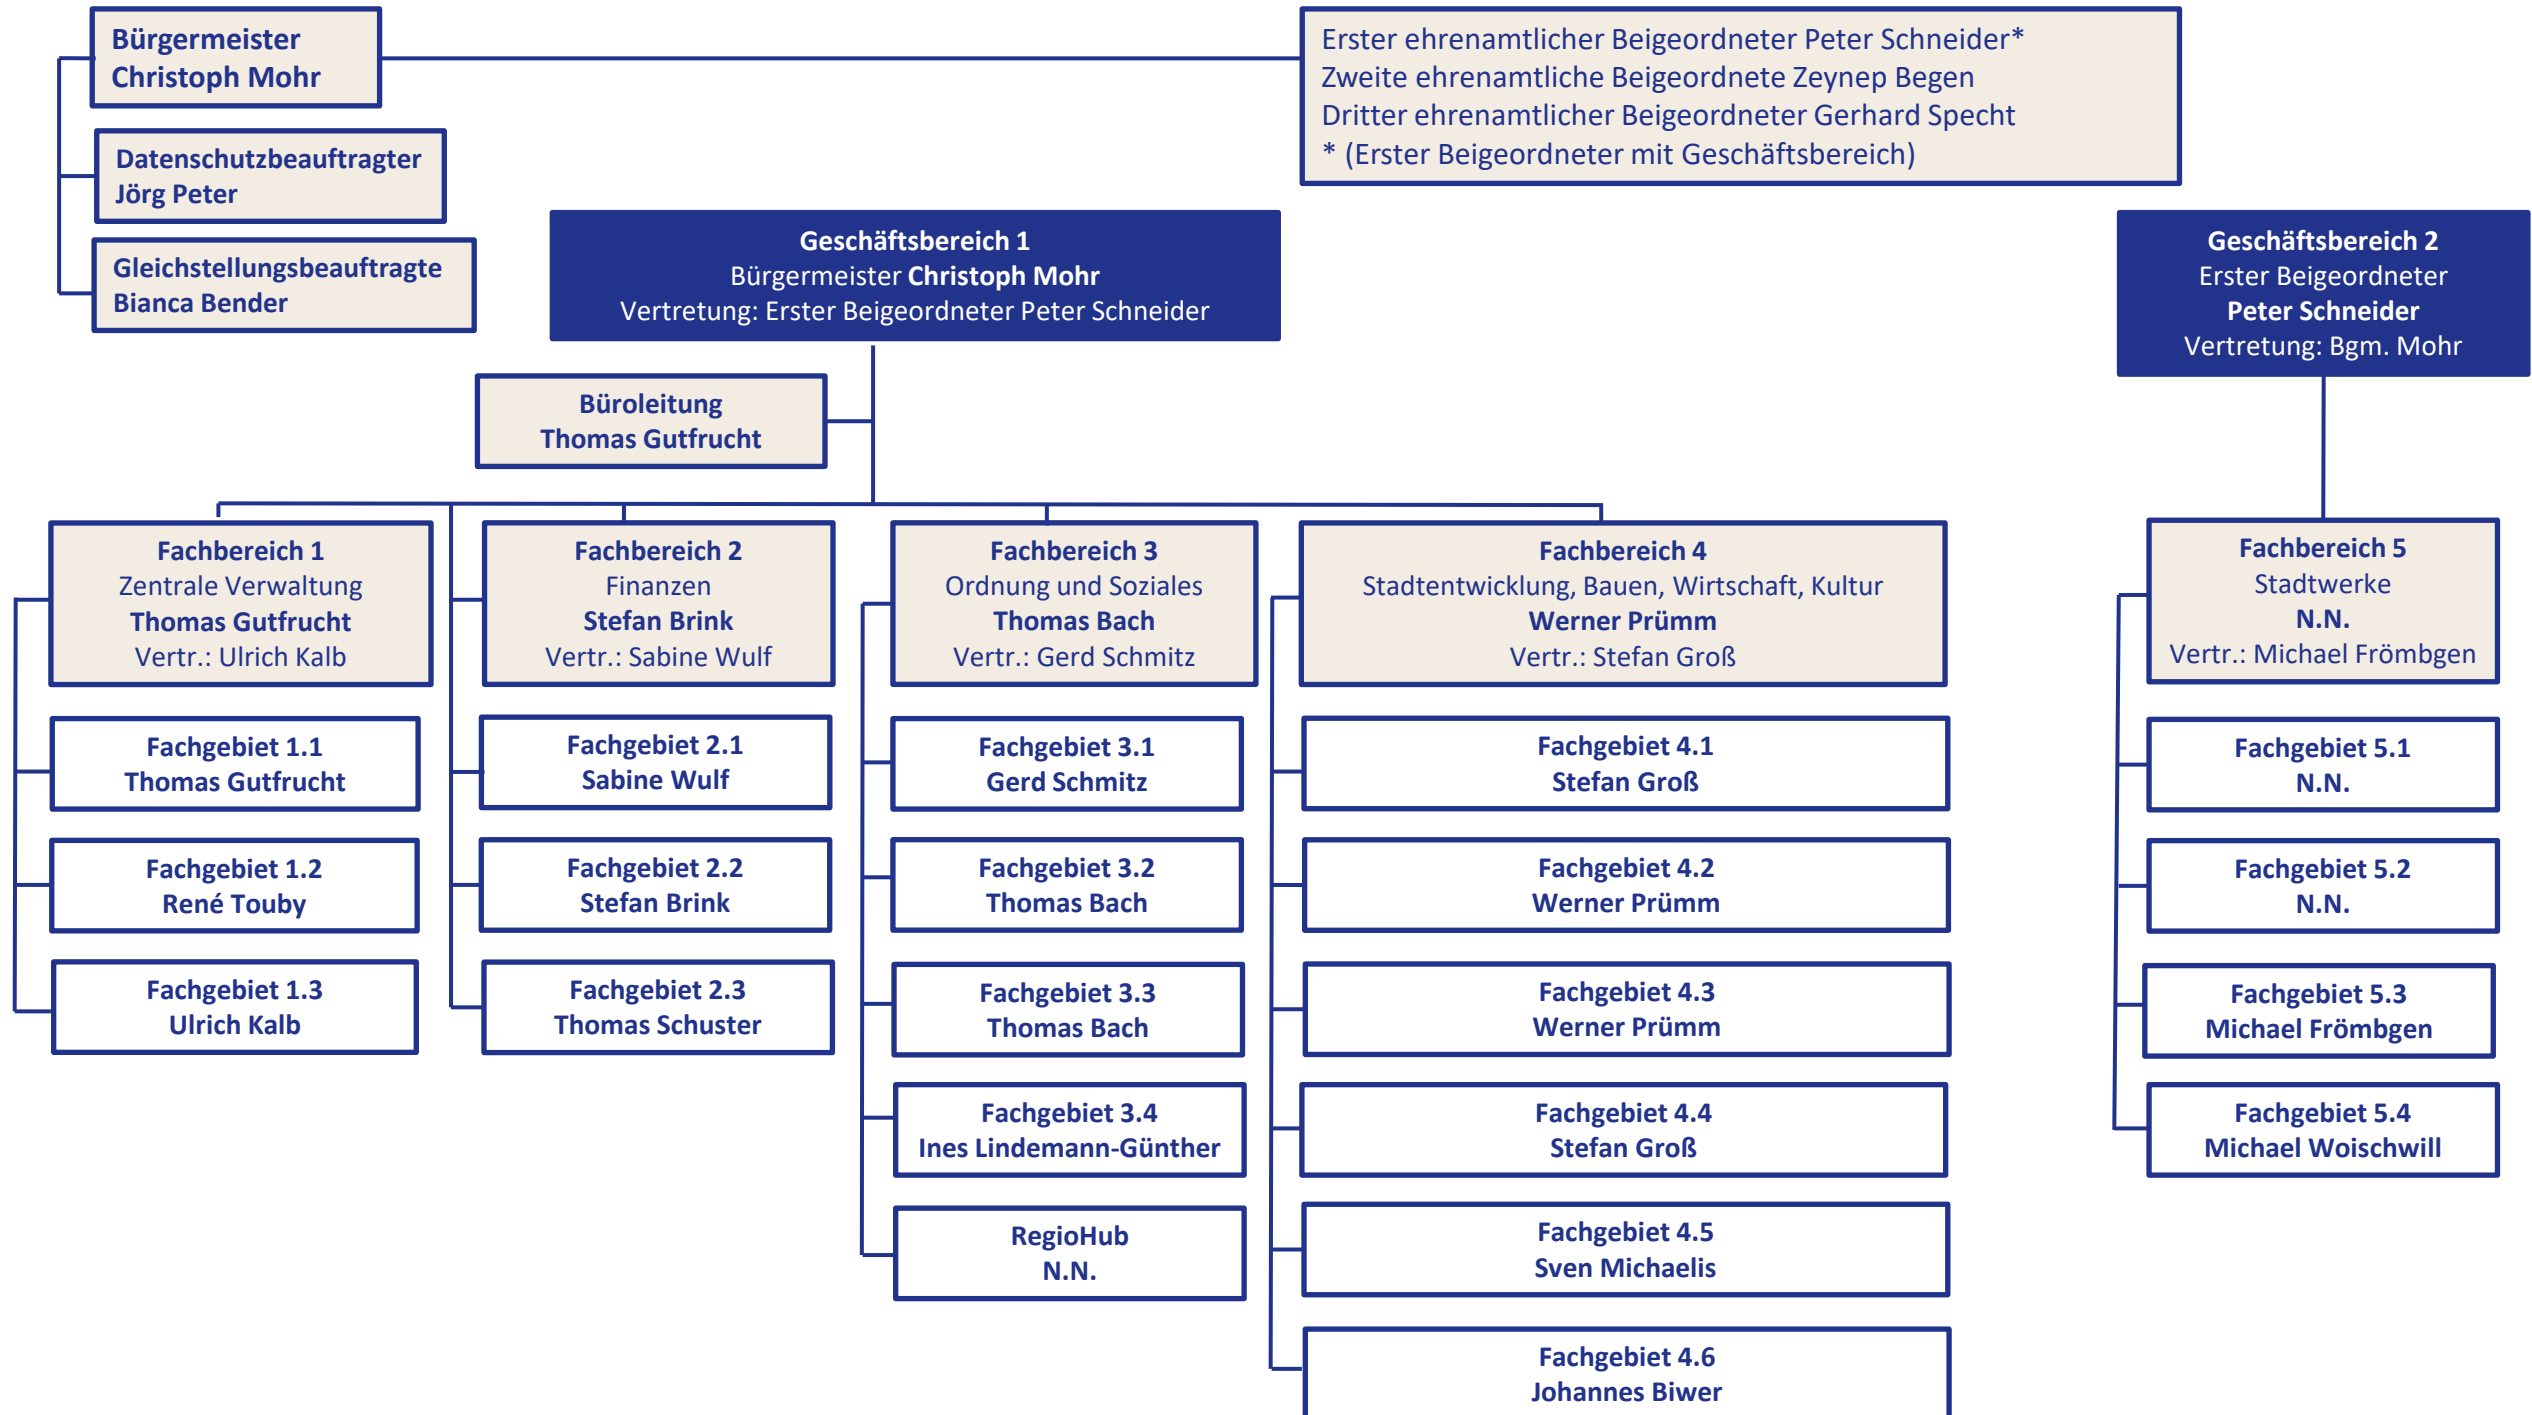 Bürgermeister
Christoph Mohr
Erster ehrenamtlicher Beigeordneter Peter Schneider*
Zweite ehrenamtliche Beigeordnete Zeynep Begen
Dritter ehrenamtlicher Beigeordneter Gerhard Specht
* (Erster Beigeordneter mit Geschäftsbereich)
Datenschutzbeauftragter
Jörg Peter
Gleichstellungsbeauftragte
Bianca Bender
Geschäftsbereich 1
Bürgermeister Christoph Mohr
Vertretung: Erster Beigeordneter Peter Schneider
Geschäftsbereich 2
Erster Beigeordneter
Peter Schneider
Vertretung: Bgm. Mohr
Büroleitung
Thomas Gutfrucht
Fachbereich 1
Zentrale Verwaltung
Thomas Gutfrucht
Vertr.: Ulrich Kalb
Fachgebiet 1.1
Thomas Gutfrucht
Fachgebiet 1.2
René Touby
Fachgebiet 1.3
Ulrich Kalb
Fachbereich 2
Finanzen
Stefan Brink
Vertr.: Sabine Wulf
Fachgebiet 2.1
Sabine Wulf
Fachgebiet 2.2
Stefan Brink
Fachgebiet 2.3
Thomas Schuster
Fachbereich 3
Ordnung und Soziales
Thomas Bach
Vertr.: Gerd Schmitz
Fachgebiet 3.1
Gerd Schmitz
Fachgebiet 3.2
Thomas Bach
Fachgebiet 3.3
Thomas Bach
Fachgebiet 3.4
Ines Lindemann-Günther
RegioHub
N.N.
Fachbereich 4
Stadtentwicklung, Bauen, Wirtschaft, Kultur
Werner Prümm
Vertr.: Stefan Groß
Fachgebiet 4.1
Stefan Groß
Fachgebiet 4.2
Werner Prümm
Fachgebiet 4.3
Werner Prümm
Fachgebiet 4.4
Stefan Groß
Fachgebiet 4.5
Sven Michaelis
Fachgebiet 4.6
Johannes Biwer
Fachbereich 5
Stadtwerke
N.N.
Vertr.: Michael Frömbgen
Fachgebiet 5.1
N.N.
Fachgebiet 5.2
N.N.
Fachgebiet 5.3
Michael Frömbgen
Fachgebiet 5.4
Michael Woischwill